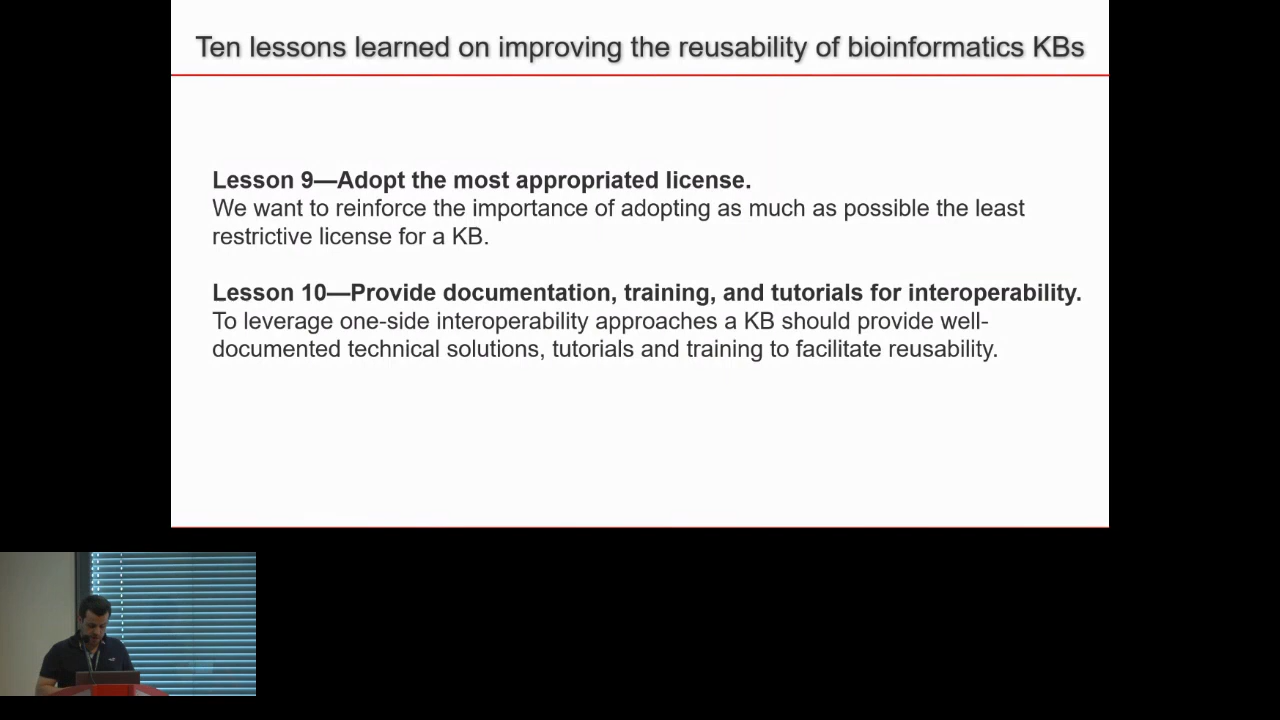 Ten lessons learned on improving the reusability of bioinformatics KBs
Lesson 9—Adopt the most appropriated license.
We want to reinforce the importance of adopting as much as possible the least
restrictive license for a KB.
Lesson 10—Provide documentation, training, and tutorials for interoperability.
To leverage one-side interoperability approaches a KB should provide well-
documented technical solutions, tutorials and training to facilitate reusability.